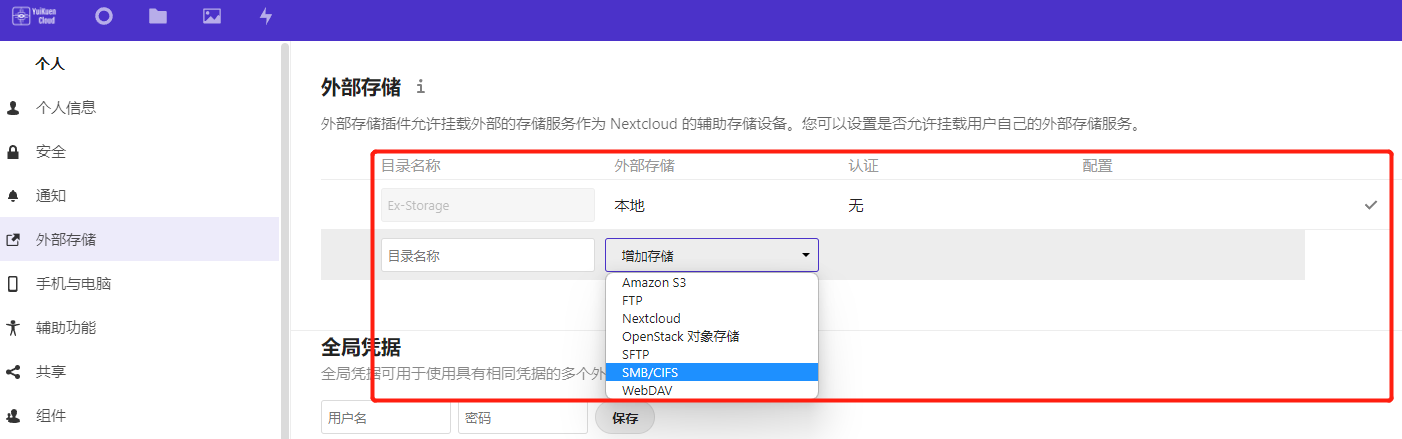 YuiKuen
Cloud
个人
个人信息
安全
通知
外部存储
手机与电脑
辅助功能
共享
组件
外部存储 i
外部存储插件允许挂载外部的存储服务作为 Nextcloud 的辅助存储设备。您可以设置是否允许挂载用户自己的外部存储服务。
目录名称 外部存储 认证 配置
Ex-Storage 本地 无
目录名称 增加存储
Amazon S3
FTP
Nextcloud
OpenStack 对象存储
SFTP
SMB/CIFS
WebDAV
全局凭据
全局凭据可用于使用具有相同凭据的多个外
用户名 密码 保存